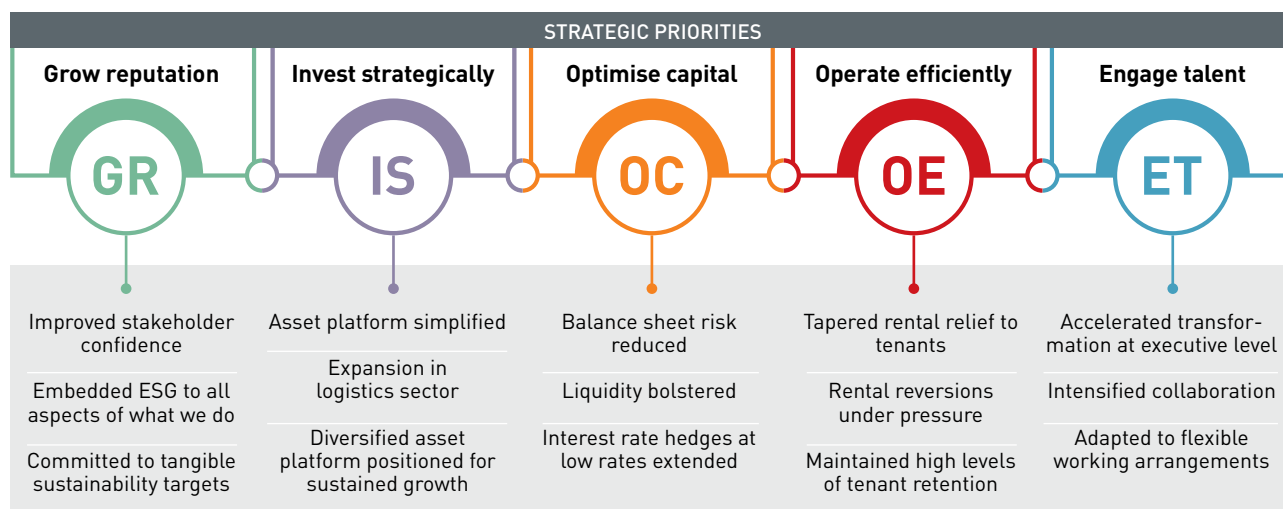 STRATEGIC PRIORITIES
Grow reputation
GR
Improved stakeholder
confidence
Embedded ESG to all
aspects of what we do
Committed to tangible
sustainability targets
Invest strategically
IS
Asset platform simplified
Expansion in
logistics sector
Diversified asset
platform positioned for
sustained growth
Optimise capital
OC
Balance sheet risk
reduced
Liquidity bolstered
Interest rate hedges at
low rates extended
Operate efficiently
OE
Tapered rental relief to
tenants
Rental reversions
under pressure
Maintained high levels
of tenant retention
Engage talent
ET
Accelerated transfor-
mation at executive level
Intensified collaboration
Adapted to flexible
working arrangements